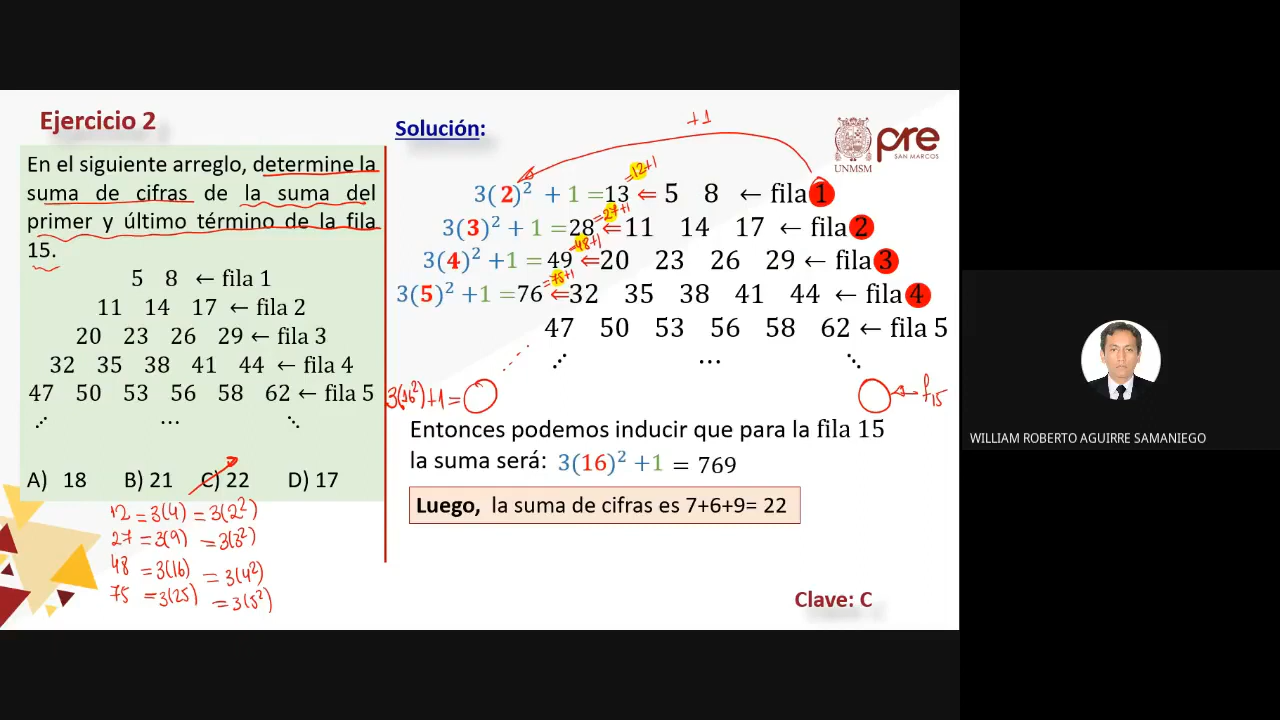 Ejercicio 2
En el siguiente arreglo, determine la
suma de cifras de la suma del
primer y último término de la fila
15.
5 8 ← fila 1
11 14 17 ← fila 2
20 23 26 29 ← fila 3
32 35 38 41 44 ← fila 4
47 50 53 56 58 62 ← fila 5
⋰ ⋯ ⋱
A) 18 B) 21 C) 22 D) 17
12 = 3(4) = 3(2²)
27 = 3(9) = 3(3²)
48 = 3(16) = 3(4²)
75 = 3(25) = 3(5²)
Solución:
+1
UNMSM
pre
SAN MARCOS
=12+1
3(2)² + 1 = 13 ⇐ 5 8 ← fila 1
=27+1
3(3)² + 1 = 28 ⇐ 11 14 17 ← fila 2
=48+1
3(4)² +1 = 49 ⇐ 20 23 26 29 ← fila 3
=75+1
3(5)² +1 = 76 ⇐ 32 35 38 41 44 ← fila 4
47 50 53 56 58 62 ← fila 5
⋰ ⋯ ⋱
3(16²)+1 = ← f15
Entonces podemos inducir que para la fila 15
la suma será: 3(16)² +1 = 769
Luego, la suma de cifras es 7+6+9= 22
Clave: C
WILLIAM ROBERTO AGUIRRE SAMANIEGO